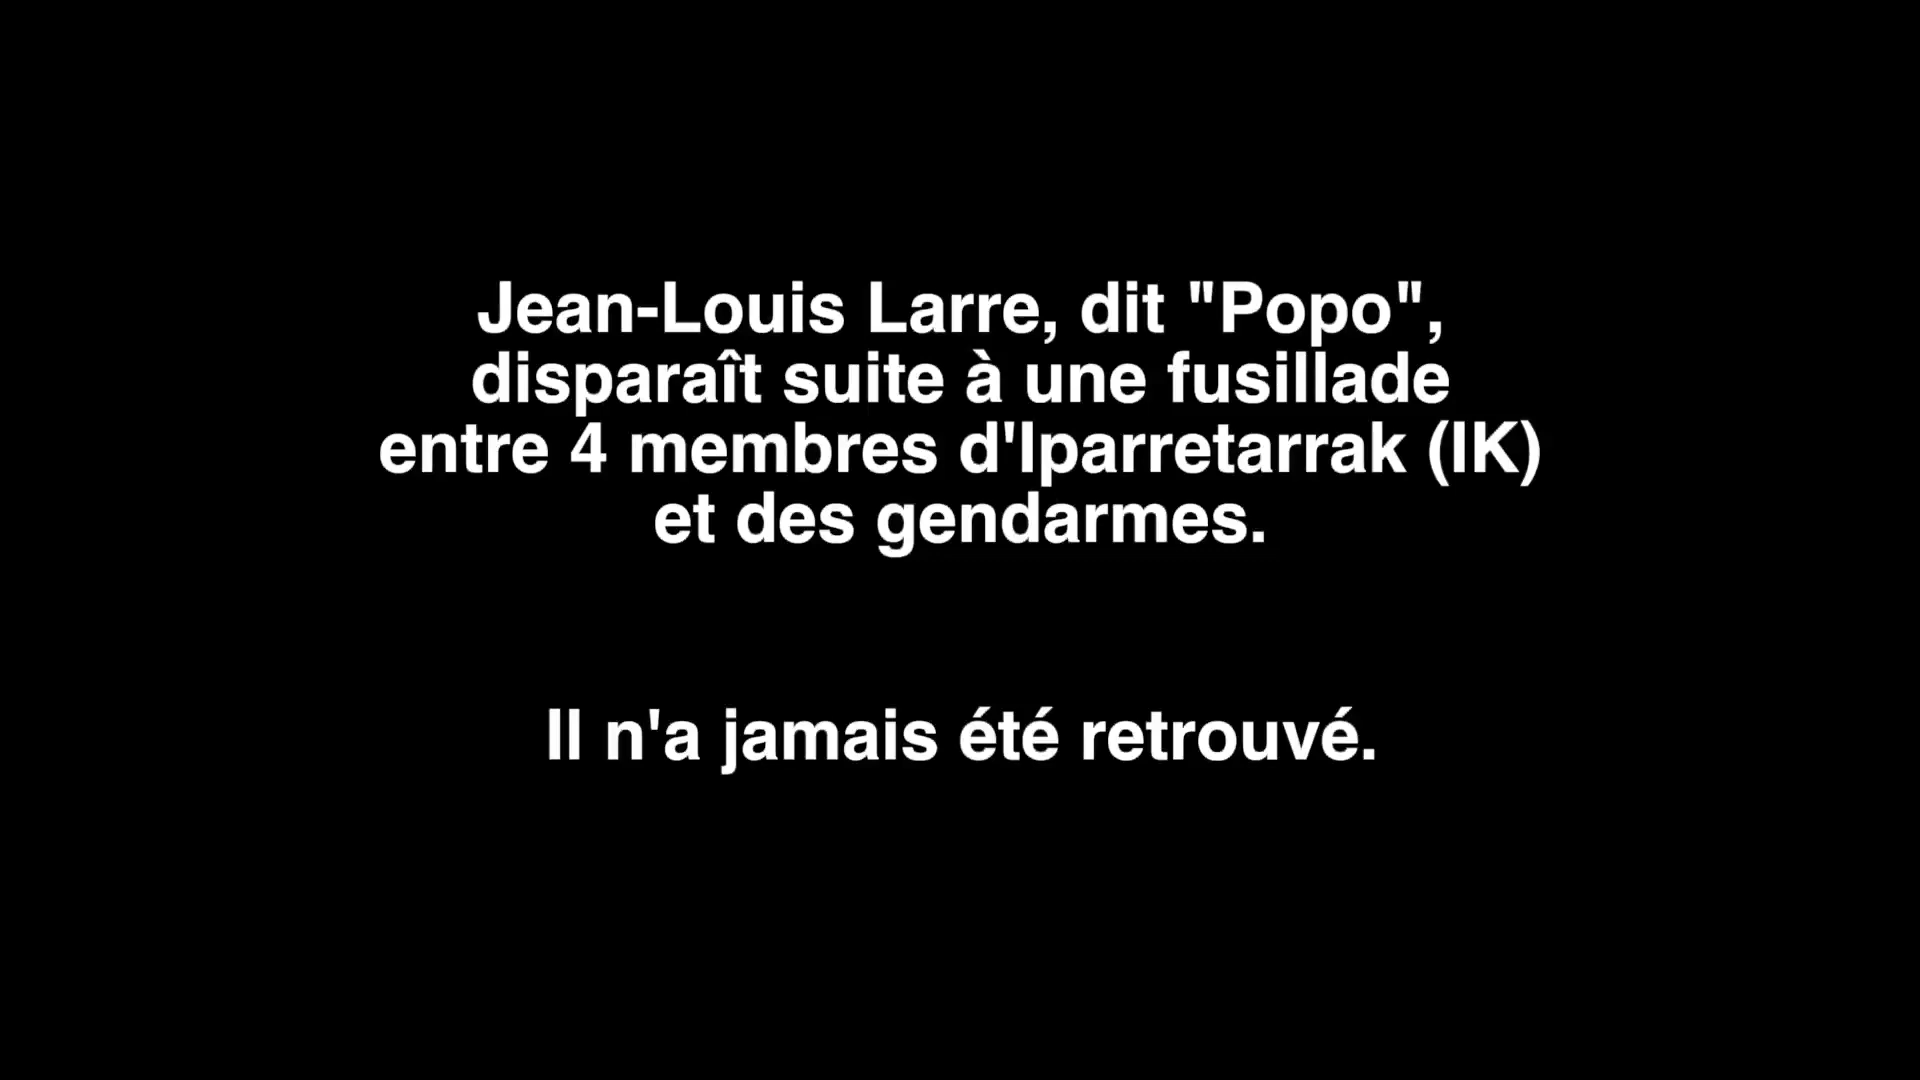 Jean-Louis Larre, dit "Popo",
disparaît suite à une fusillade
entre 4 membres d'Iparretarrak (IK)
et des gendarmes.
Il n'a jamais été retrouvé.